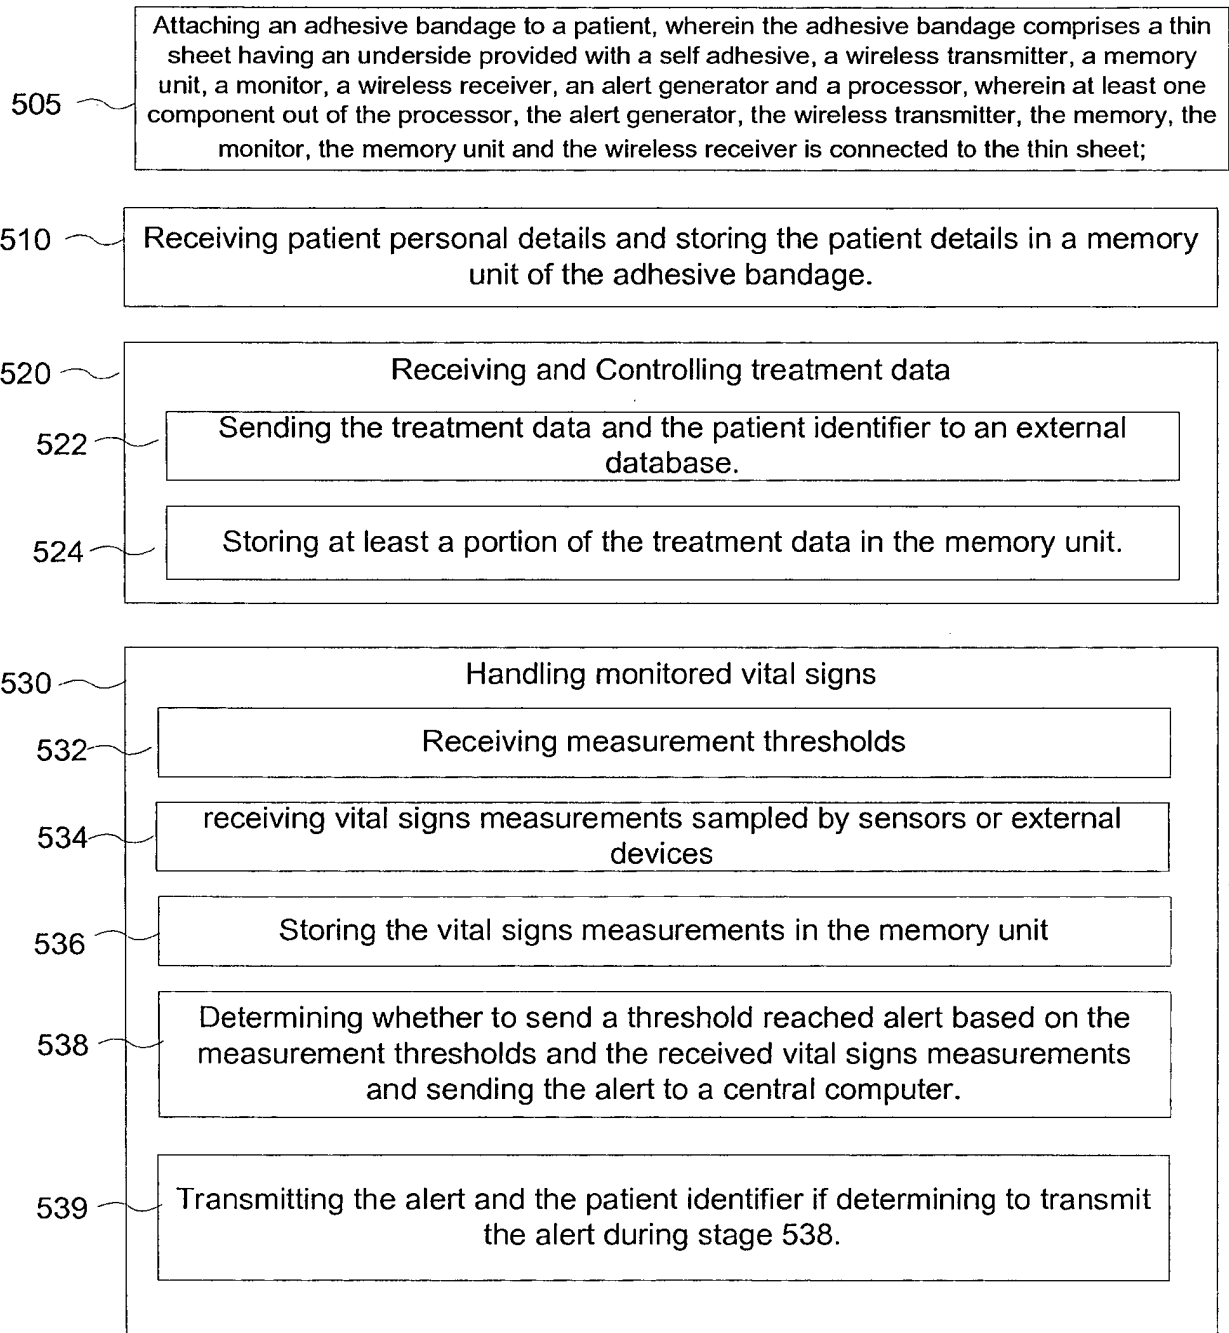 Attaching an adhesive bandage to a patient, wherein the adhesive bandage comprises a thin
sheet having an underside provided with a self adhesive, a wireless transmitter, a memory
unit, a monitor, a wireless receiver, an alert generator and a processor, wherein at least one
505
component out of the processor, the alert generator, the wireless transmitter, the memory, the
monitor, the memory unit and the wireless receiver is connected to the thin sheet;
510
Receiving patient personal details and storing the patient details in a memory
unit of the adhesive bandage.
520
Receiving and Controlling treatment data
522
Sending the treatment data and the patient identifier to an external
database.
524
Storing at least a portion of the treatment data in the memory unit.
530
Handling monitored vital signs
532
Receiving measurement thresholds
534
receiving vital signs measurements sampled by sensors or external
devices
536
Storing the vital signs measurements in the memory unit
538
Determining whether to send a threshold reached alert based on the
measurement thresholds and the received vital signs measurements
and sending the alert to a central computer.
539
Transmitting the alert and the patient identifier if determining to transmit
the alert during stage 538.